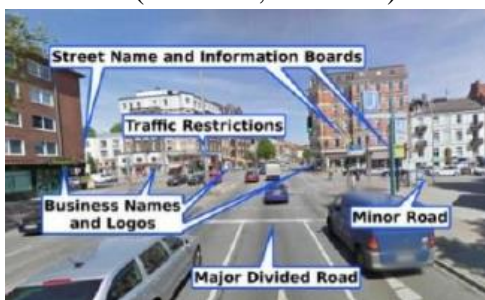 Street Name and Information Boards
U
Traffic Restrictions
Business Names
and Logos
Minor Road
Major Divided Road